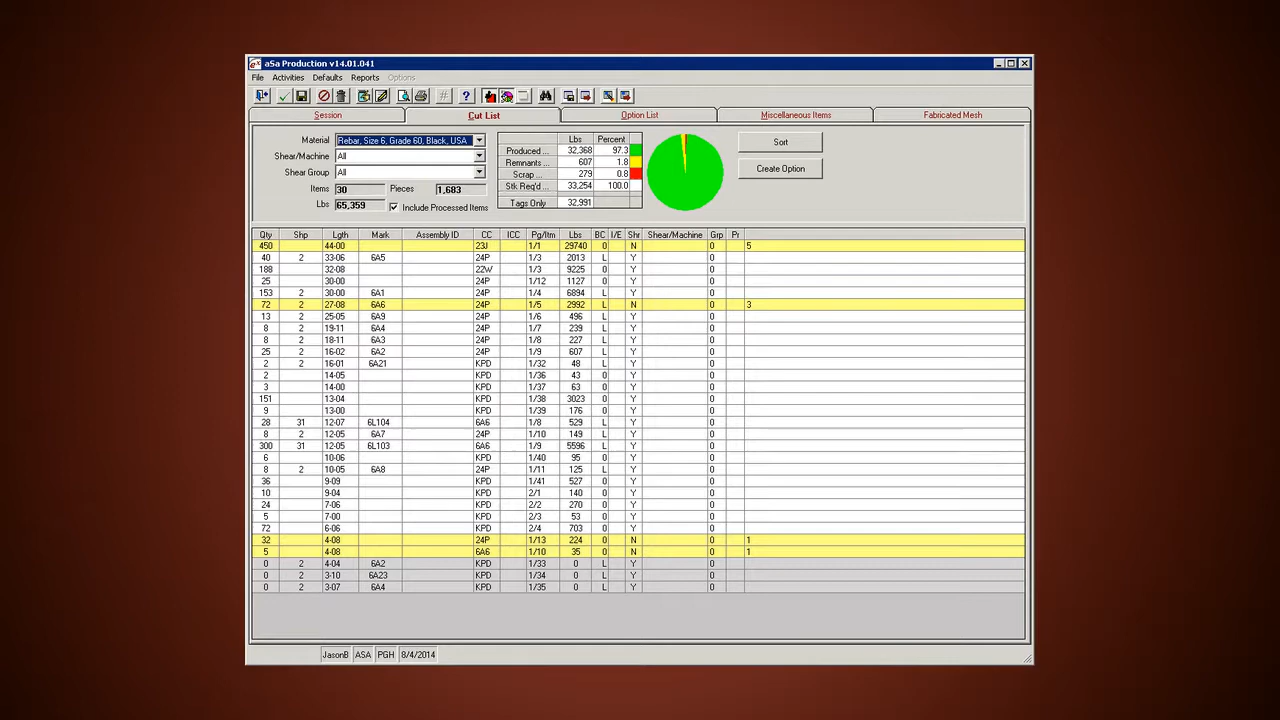 aSa Production v14.01.041
File Activities Defaults Reports Options
Session Cut List Option List Miscellaneous Items Fabricated Mesh
Material Rebar, Size 6, Grade 60, Black, USA
Shear/Machine All
Shear Group All
Items 30 Pieces 1,683
Lbs 65,359 Include Processed Items
Lbs Percent
Produced ... 32,368 97.3
Remnants ... 607 1.8
Scrap ... 279 0.8
Stk Req'd ... 33,254 100.0
Tags Only 32,991
Sort
Create Option
Qty Shp Lgth Mark Assembly ID CC ICC Pg/Itm Lbs BC I/E Shr Shear/Machine Grp Pr
450 44-00 23J 1/1 29740 0 N 0 5
40 2 33-06 6A5 24P 1/3 2013 L Y 0
188 32-08 22W 1/3 9225 0 Y 0
25 30-00 24P 1/12 1127 0 Y 0
153 2 30-00 6A1 24P 1/4 6894 L Y 0
72 2 27-08 6A6 24P 1/5 2992 L N 0 3
13 2 25-05 6A9 24P 1/6 496 L Y 0
8 2 19-11 6A4 24P 1/7 239 L Y 0
8 2 18-11 6A3 24P 1/8 227 L Y 0
25 2 16-02 6A2 24P 1/9 607 L Y 0
2 2 16-01 6A21 KPD 1/32 48 L Y 0
2 14-05 KPD 1/36 43 0 Y 0
3 14-00 KPD 1/37 63 0 Y 0
151 13-04 KPD 1/38 3023 0 Y 0
9 13-00 KPD 1/39 176 0 Y 0
28 31 12-07 6L104 6A6 1/8 529 L Y 0
8 2 12-05 6A7 24P 1/10 149 L Y 0
300 31 12-05 6L103 6A6 1/9 5596 L Y 0
6 10-06 KPD 1/40 95 0 Y 0
8 2 10-05 6A8 24P 1/11 125 L Y 0
36 9-09 KPD 1/41 527 0 Y 0
10 9-04 KPD 2/1 140 0 Y 0
24 7-06 KPD 2/2 270 0 Y 0
5 7-00 KPD 2/3 53 0 Y 0
72 6-06 KPD 2/4 703 0 Y 0
32 4-08 24P 1/13 224 0 N 0 1
5 4-08 6A6 1/10 35 0 N 0 1
0 2 4-04 6A2 KPD 1/33 0 L Y 0
0 2 3-10 6A23 KPD 1/34 0 L Y 0
0 2 3-07 6A4 KPD 1/35 0 L Y 0
JasonB ASA PGH 8/4/2014